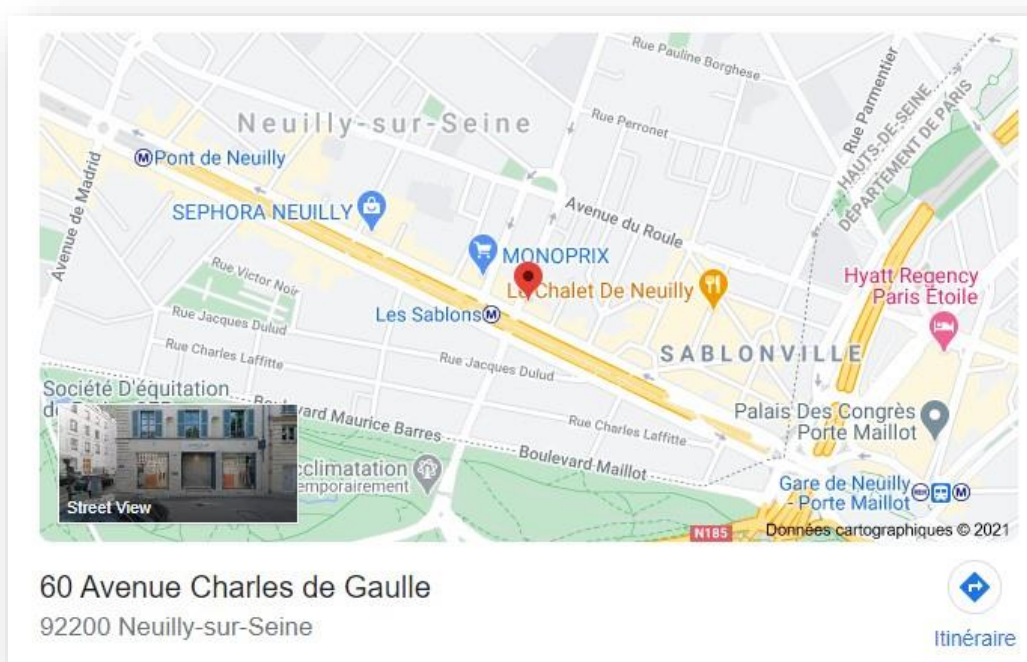 Rue Pauline Borghese
Rue Parmentier
HAUTS-DE-SEINE
DÉPARTEMENT DE PARIS
Neuilly-sur-Seine
Rue Perronet
Pont de Neuilly
Avenue de Madrid
SEPHORA NEUILLY
Avenue du Roule
MONOPRIX
Rue Victor Noir
Le Chalet De Neuilly
Hyatt Regency
Paris Étoile
Les Sablons
Rue Jacques Dulud
Rue Charles Laffitte
Rue Jacques Dulud
SABLONVILLE
Société D'équitation
Boulevard Maurice Barres
Rue Charles Laffitte
Palais Des Congrès
Porte Maillot
Boulevard Maillot
Gare de Neuilly
- Porte Maillot
Street View
N185
Données cartographiques © 2021
60 Avenue Charles de Gaulle
92200 Neuilly-sur-Seine
Itinéraire